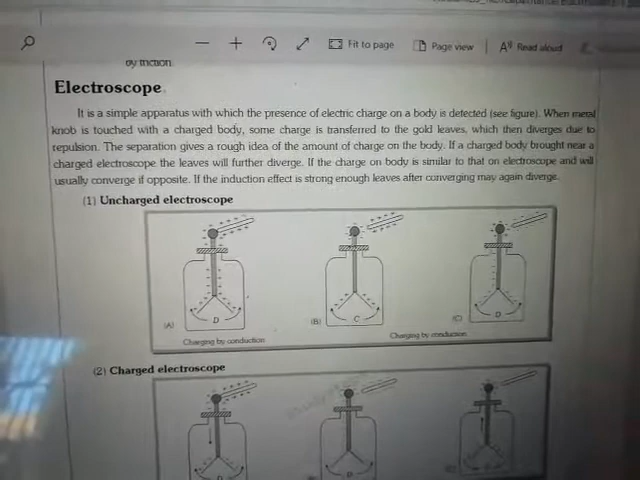 Fit to page
Page view
Read aloud
by friction
Electroscope
It is a simple apparatus with which the presence of electric charge on a body is detected (see figure). When metal
knob is touched with a charged body, some charge is transferred to the gold leaves, which then diverges due to
repulsion. The separation gives a rough idea of the amount of charge on the body. If a charged body brought near a
charged electroscope the leaves will further diverge. If the charge on body is similar to that on electroscope and will
usually converge if opposite. If the induction effect is strong enough leaves after converging may again diverge.
(1) Uncharged electroscope
D C D
(A) (B) (C)
Charging by conduction Charging by conduction
(2) Charged electroscope
D D